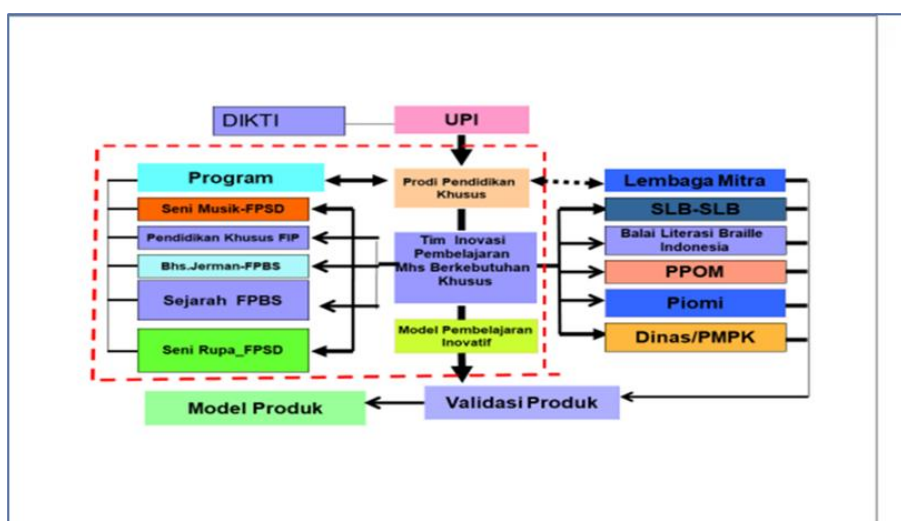 DIKTI
UPI
Program
Prodi Pendidikan
Khusus
Lembaga Mitra
Seni Musik-FPSD
SLB-SLB
Pendidikan Khusus FIP
Tim Inovasi
Pembelajaran
Mhs Berkebutuhan
Khusus
Balai Literasi Braille
Indonesia
Bhs.Jerman-FPBS
PPOM
Sejarah FPBS
Piomi
Seni Rupa_FPSD
Model Pembelajaran
Inovatif
Dinas/PMPK
Model Produk
Validasi Produk